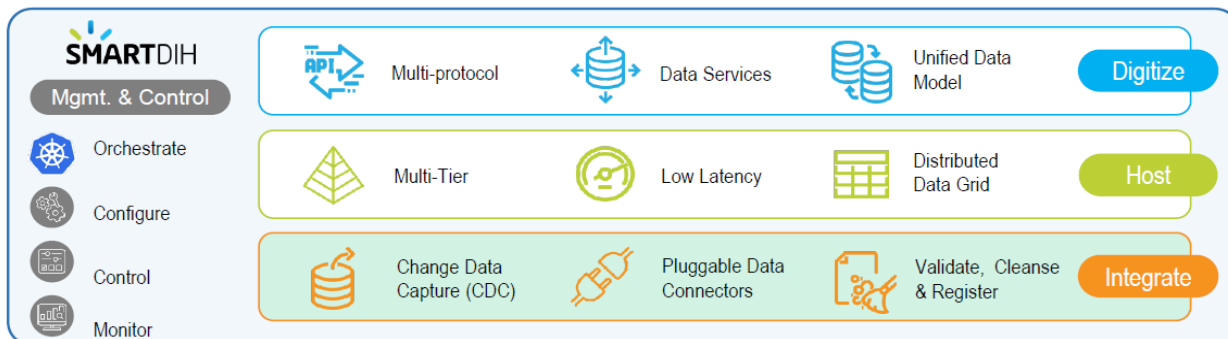 SMARTDIH
Mgmt. & Control
Orchestrate
Configure
Control
Monitor
API
Multi-protocol
Data Services
Unified Data
Model
Digitize
Multi-Tier
Low Latency
Distributed
Data Grid
Host
Change Data
Capture (CDC)
Pluggable Data
Connectors
Validate, Cleanse
& Register
Integrate